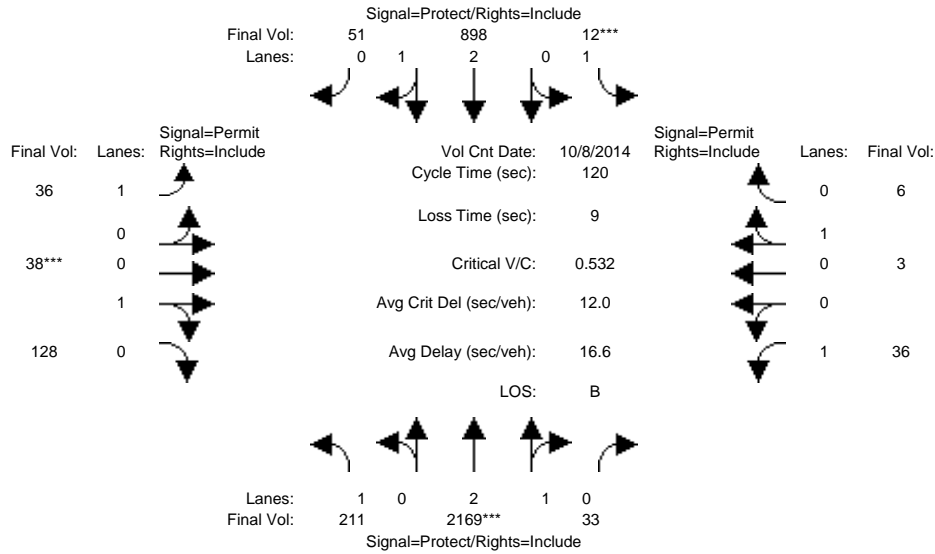 Signal=Protect/Rights=Include
Final Vol: 51 898 12***
Lanes: 0 1 2 0 1
Signal=Permit Signal=Permit
Final Vol: Lanes: Rights=Include Vol Cnt Date: 10/8/2014 Rights=Include Lanes: Final Vol:
Cycle Time (sec): 120
36 1 0 6
Loss Time (sec): 9
0 1
38*** 0 Critical V/C: 0.532 0 3
1 Avg Crit Del (sec/veh): 12.0 0
128 0 Avg Delay (sec/veh): 16.6 1 36
LOS: B
Lanes: 1 0 2 1 0
Final Vol: 211 2169*** 33
Signal=Protect/Rights=Include